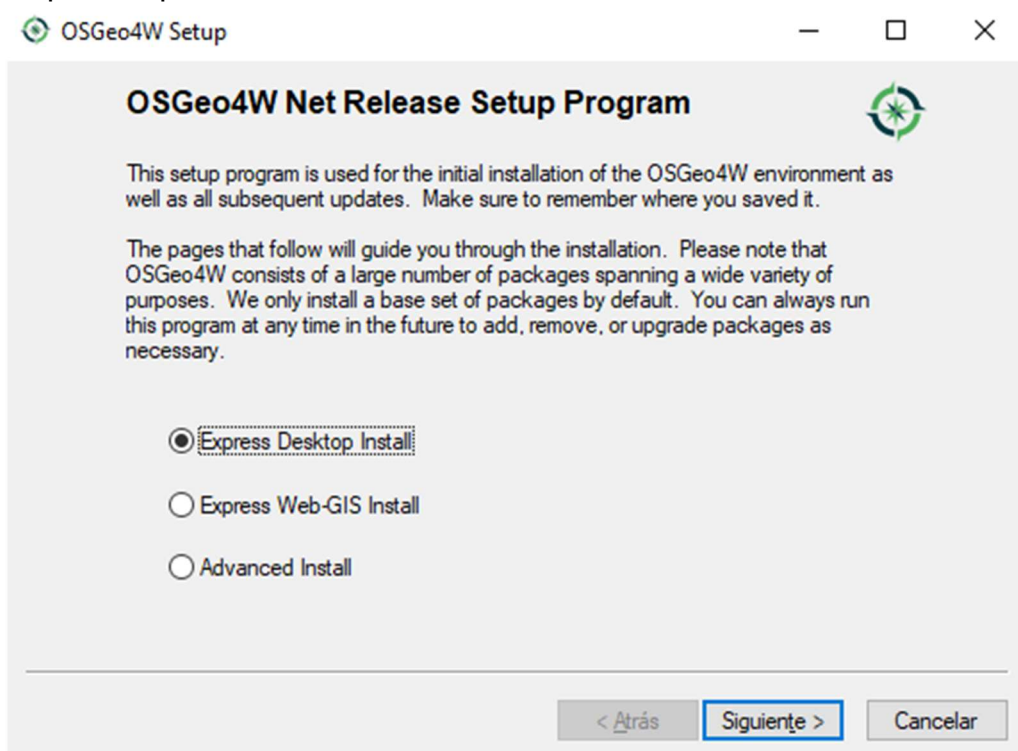 OSGeo4W Setup
OSGeo4W Net Release Setup Program
This setup program is used for the initial installation of the OSGeo4W environment as
well as all subsequent updates.  Make sure to remember where you saved it.
The pages that follow will guide you through the installation.  Please note that
OSGeo4W consists of a large number of packages spanning a wide variety of
purposes.  We only install a base set of packages by default.  You can always run
this program at any time in the future to add, remove, or upgrade packages as
necessary.
Express Desktop Install
Express Web-GIS Install
Advanced Install
< Atrás
Siguiente >
Cancelar